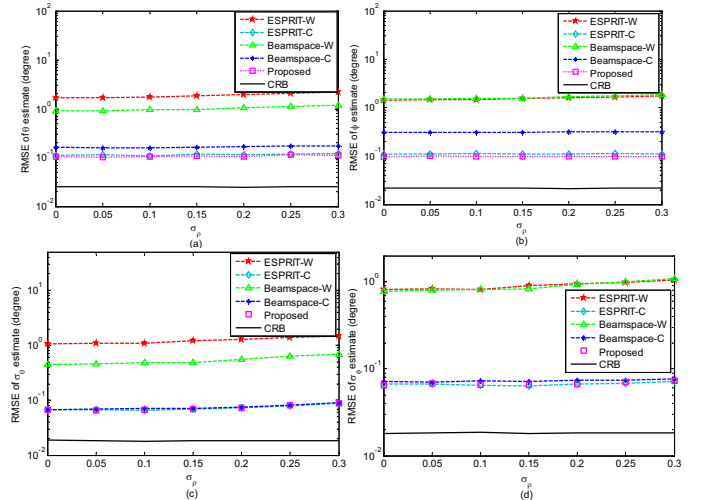 ESPRIT-W
ESPRIT-C
Beamspace-W
Beamspace-C
Proposed
CRB
RMSE of θ estimate (degree)
10^2
10^1
10^0
10^-1
10^-2
0 0.05 0.1 0.15 0.2 0.25 0.3
σ_ρ
(a)
ESPRIT-W
ESPRIT-C
Beamspace-W
Beamspace-C
Proposed
CRB
RMSE of ϕ estimate (degree)
10^2
10^1
10^0
10^-1
10^-2
0 0.05 0.1 0.15 0.2 0.25 0.3
σ_ρ
(b)
ESPRIT-W
ESPRIT-C
Beamspace-W
Beamspace-C
Proposed
CRB
RMSE of σ_θ estimate (degree)
10^1
10^0
10^-1
10^-2
0 0.05 0.1 0.15 0.2 0.25 0.3
σ_ρ
(c)
ESPRIT-W
ESPRIT-C
Beamspace-W
Beamspace-C
Proposed
CRB
RMSE of σ_ϕ estimate (degree)
10^0
10^-1
10^-2
0 0.05 0.1 0.15 0.2 0.25 0.3
σ_ρ
(d)